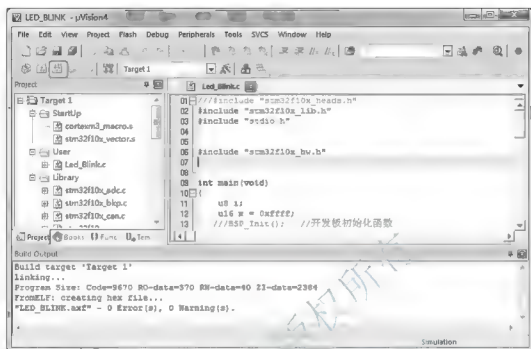 LED_BLINK - µVision4
File Edit View Project Flash Debug Peripherals Tools SVCS Window Help
Target 1
Project
Led_Blink.c
Target 1
StartUp
cortexm3_macro.s
stm32f10x_vector.s
User
Led_Blink.c
Library
stm32f10x_adc.c
stm32f10x_bkp.c
stm32f10x_can.c
01 ///#include "stm32f10x_heads.h"
02 #include "stm32f10x_lib.h"
03 #include "stdio.h"
04
05
06 #include "stm32f10x_hw.h"
07
08
09 int main(void)
10 {
11 u8 i;
12 u16 = 0xffff;
13 ///BSP_Init(); //开发板初始化函数
Project Books Func Tem
Build Output
Build target 'Target 1'
linking...
Program Size: Code=9670 RO-data=370 RW-data=40 ZI-data=2384
FromELF: creating hex file...
"LED_BLINK.axf" - 0 Error(s), 0 Warning(s).
Simulation